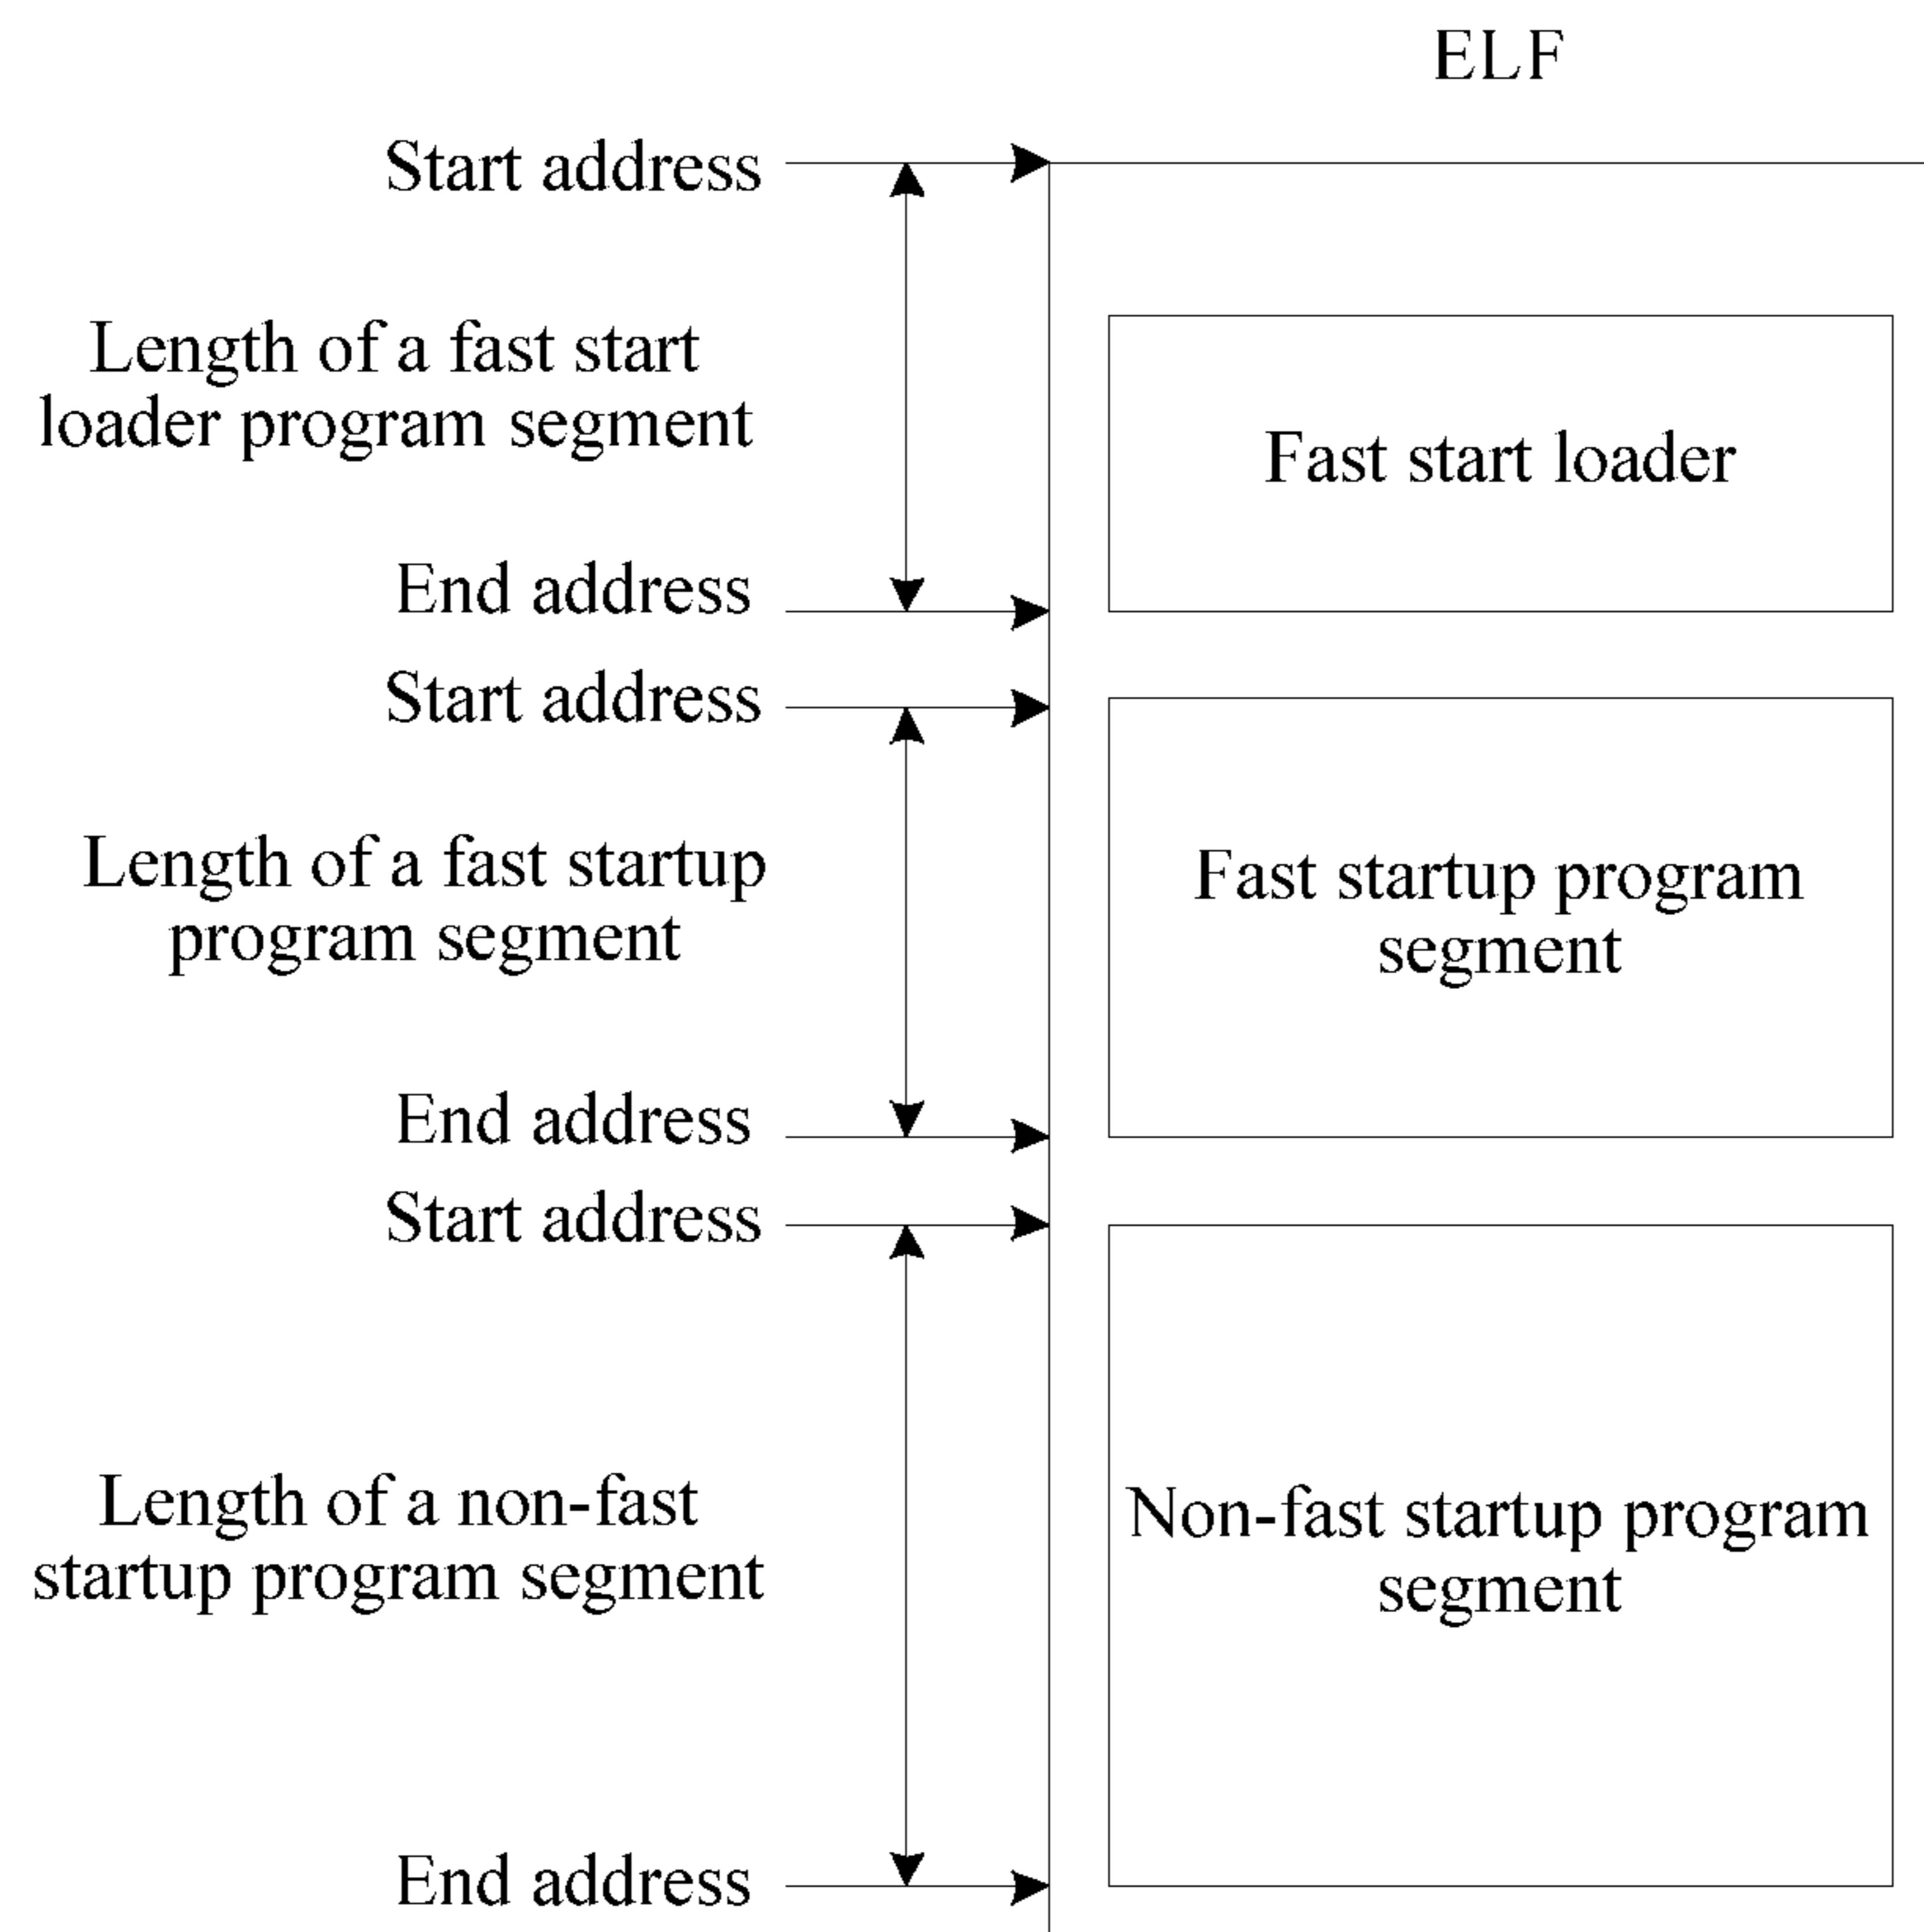 ELF
Start address
Length of a fast start
loader program segment
Fast start loader
End address
Start address
Length of a fast startup
program segment
Fast startup program
segment
End address
Start address
Length of a non-fast
startup program segment
Non-fast startup program
segment
End address